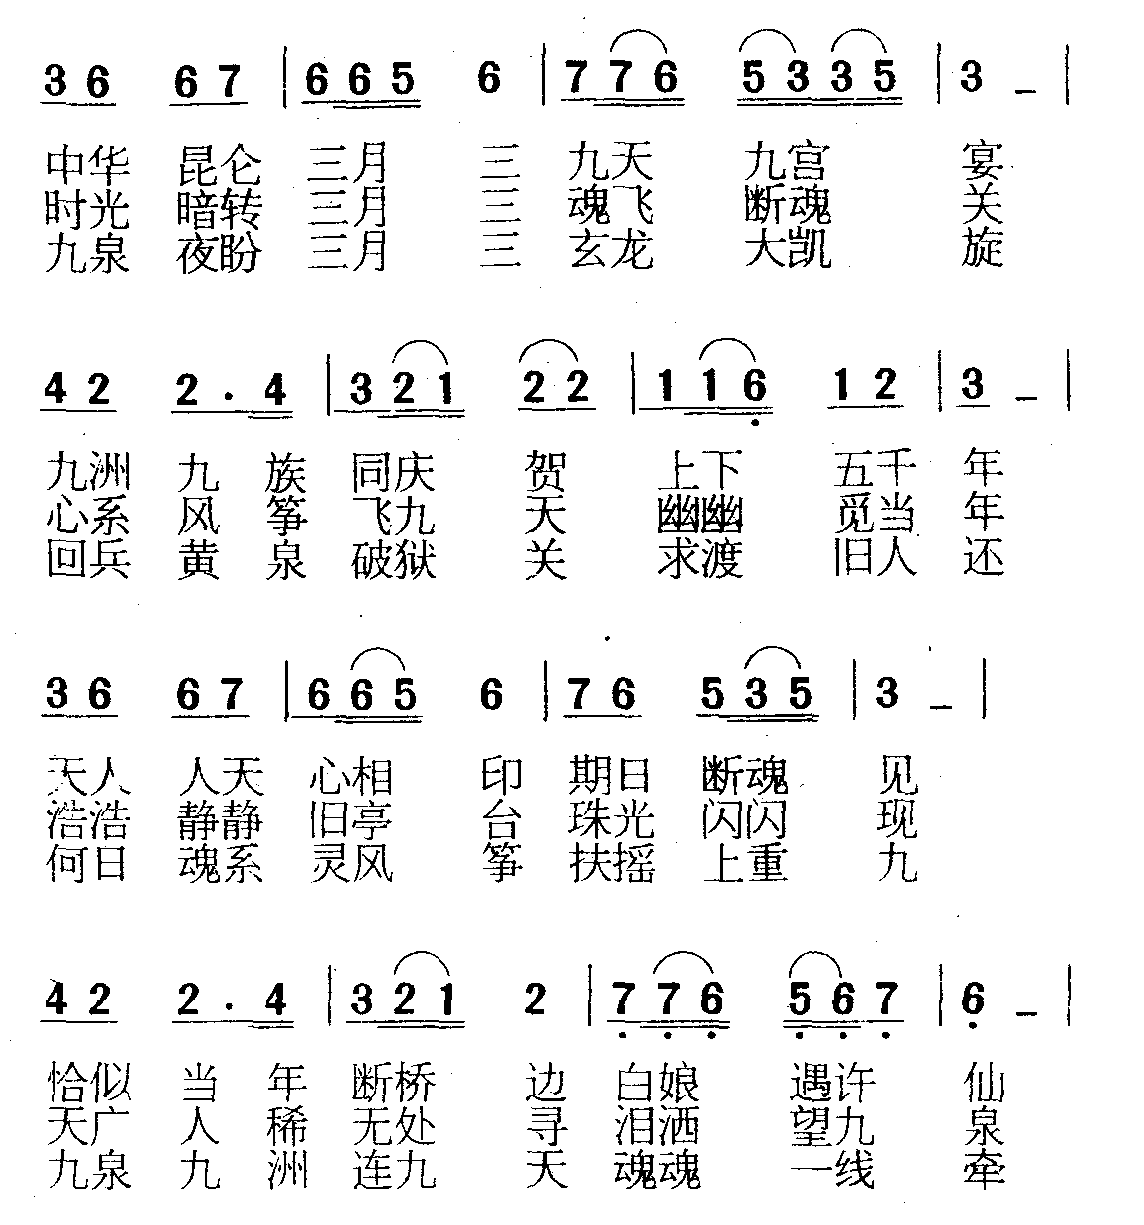 36 67 | 665 6 | 776 5335 | 3 – |
中华 昆仑 三月 三 九天 九宫 宴
时光 暗转 三月 三 魂飞 断魂 关
九泉 夜盼 三月 三 玄龙 大凯 旋
42 2·4 | 321 22 | 116 12 | 3 – |
九洲 九 族 同庆 贺 上下 五千 年
心系 风 筝 飞九 天 幽幽 觅当 年
回兵 黄 泉 破狱 关 求渡 旧人 还
36 67 | 665 6 | 76 535 | 3 – |
天人 人天 心相 印 期日 断魂 见
浩浩 静静 旧亭 台 珠光 闪闪 现
何日 魂系 灵风 筝 扶摇 上重 九
42 2·4 | 321 2 | 776 567 | 6 – |
恰似 当 年 断桥 边 白娘 遇许 仙
天广 人 稀 无处 寻 泪洒 望九 泉
九泉 九 洲 连九 天 魂魂 一线 牵